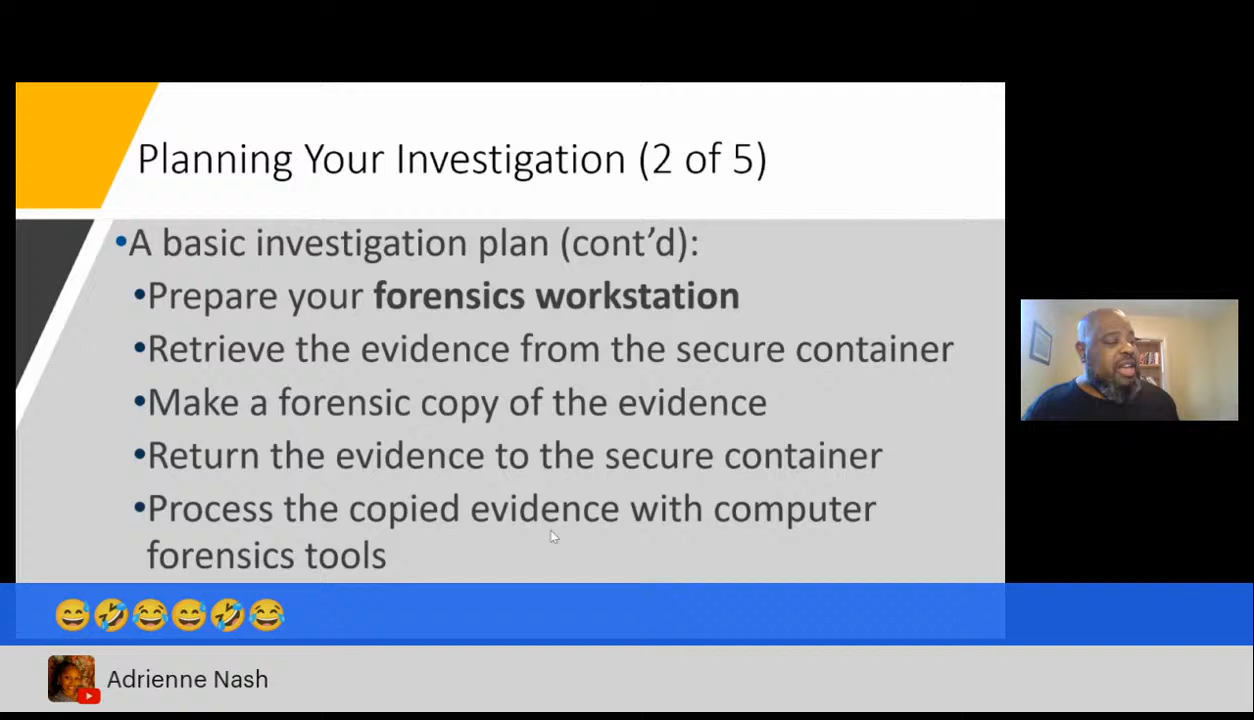 Planning Your Investigation (2 of 5)
•A basic investigation plan (cont’d):
•Prepare your forensics workstation
•Retrieve the evidence from the secure container
•Make a forensic copy of the evidence
•Return the evidence to the secure container
•Process the copied evidence with computer
forensics tools
😅🤣😂😅🤣😂
Adrienne Nash